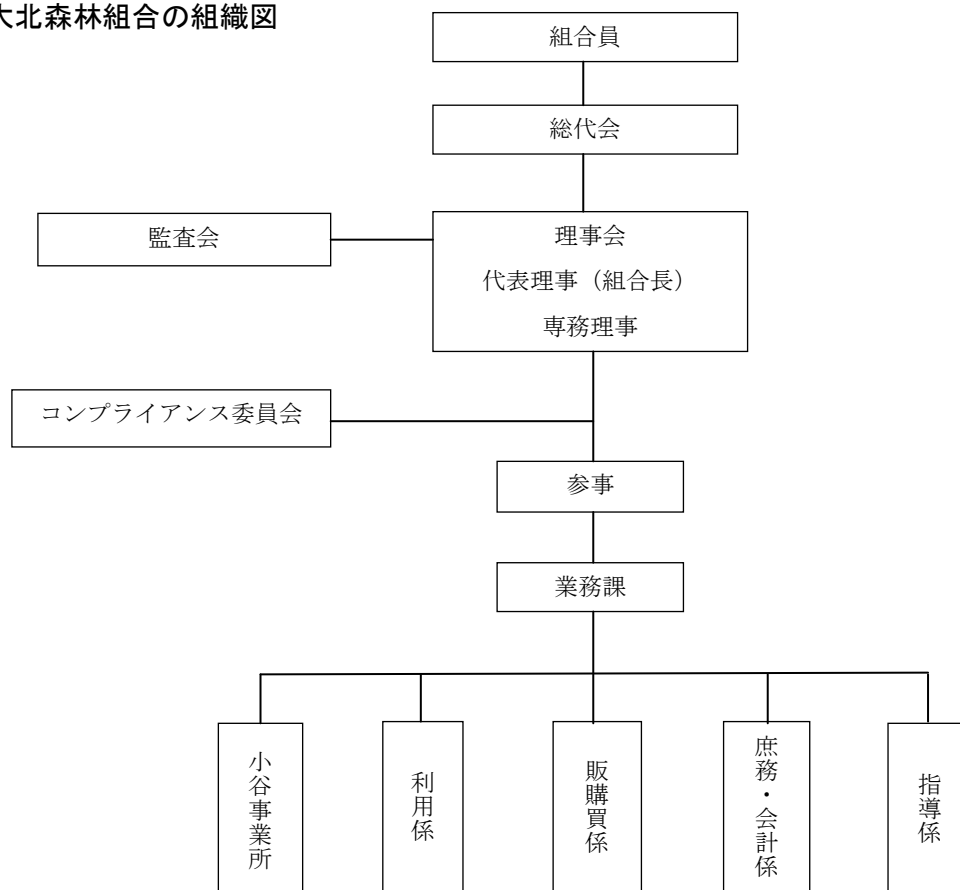 大北森林組合の組織図
組合員
総代会
監査会
理事会
代表理事（組合長）
専務理事
コンプライアンス委員会
参事
業務課
小谷事業所
利用係
販購買係
庶務・会計係
指導係